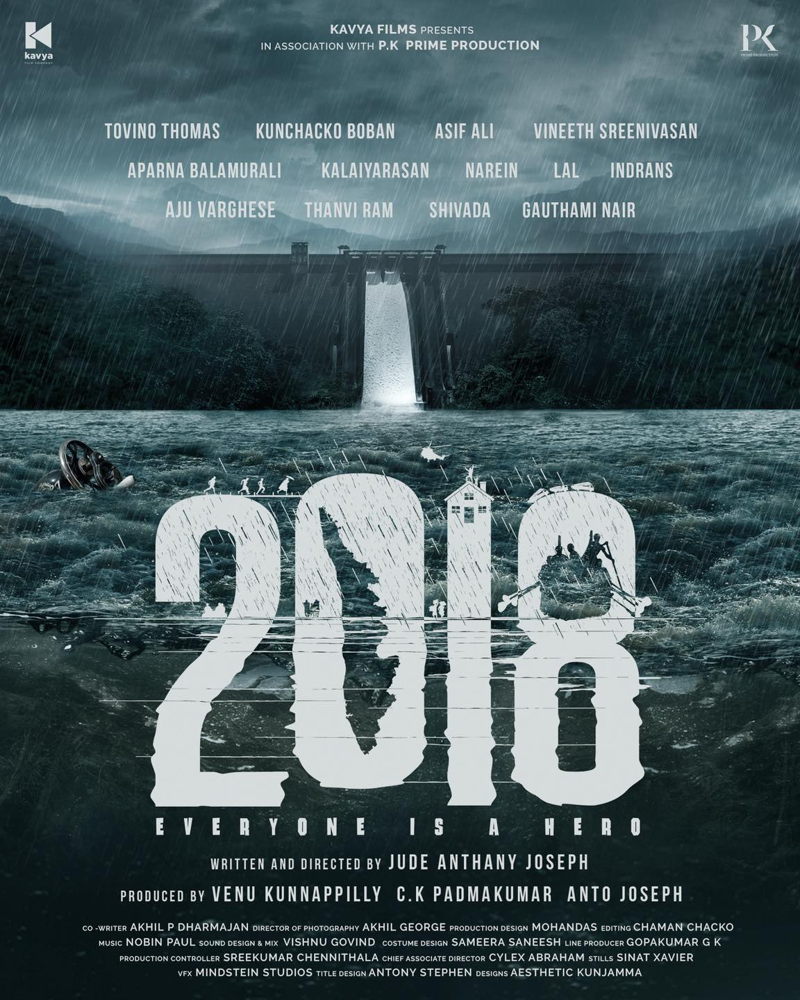 kavya
FILM COMPANY
KAVYA FILMS PRESENTS
IN ASSOCIATION WITH P.K PRIME PRODUCTION
PK
PRIME PRODUCTION
TOVINO THOMAS KUNCHACKO BOBAN ASIF ALI VINEETH SREENIVASAN
APARNA BALAMURALI KALAIYARASAN NAREIN LAL INDRANS
AJU VARGHESE THANVI RAM SHIVADA GAUTHAMI NAIR
2018
EVERYONE IS A HERO
WRITTEN AND DIRECTED BY JUDE ANTHANY JOSEPH
PRODUCED BY VENU KUNNAPPILLY C.K PADMAKUMAR ANTO JOSEPH
CO -WRITER AKHIL P DHARMAJAN DIRECTOR OF PHOTOGRAPHY AKHIL GEORGE PRODUCTION DESIGN MOHANDAS EDITING CHAMAN CHACKO
MUSIC NOBIN PAUL SOUND DESIGN & MIX VISHNU GOVIND COSTUME DESIGN SAMEERA SANEESH LINE PRODUCER GOPAKUMAR G K
PRODUCTION CONTROLLER SREEKUMAR CHENNITHALA CHIEF ASSOCIATE DIRECTOR CYLEX ABRAHAM STILLS SINAT XAVIER
VFX MINDSTEIN STUDIOS TITLE DESIGN ANTONY STEPHEN DESIGNS AESTHETIC KUNJAMMA